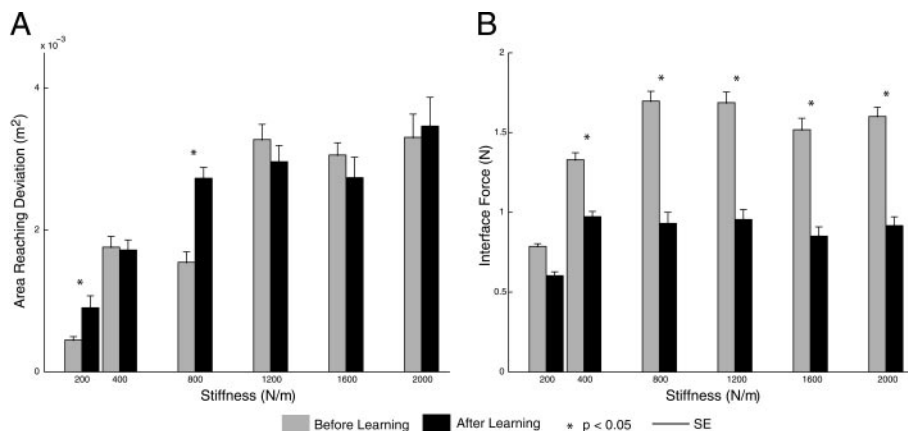 A
x 10⁻³
Area Reaching Deviation (m²)
4
2
0
*
*
200 400 800 1200 1600 2000
Stiffness (N/m)
B
Interface Force (N)
2
1.5
1
0.5
0
* * * * *
200 400 800 1200 1600 2000
Stiffness (N/m)
Before Learning After Learning * p < 0.05 SE